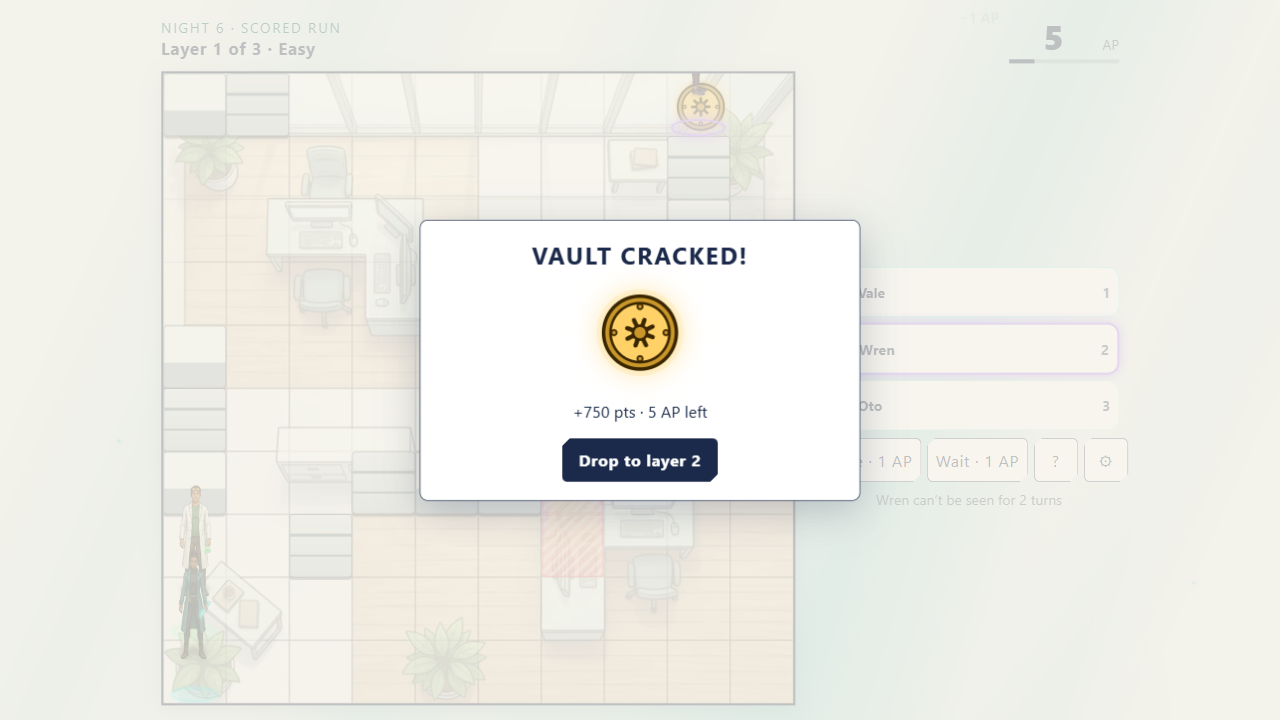 NIGHT 6 · SCORED RUN
Layer 1 of 3 · Easy
-1 AP
5 AP
VAULT CRACKED!
+750 pts · 5 AP left
Drop to layer 2
Vale 1
Wren 2
Oto 3
· 1 AP
Wait · 1 AP
?
Wren can't be seen for 2 turns